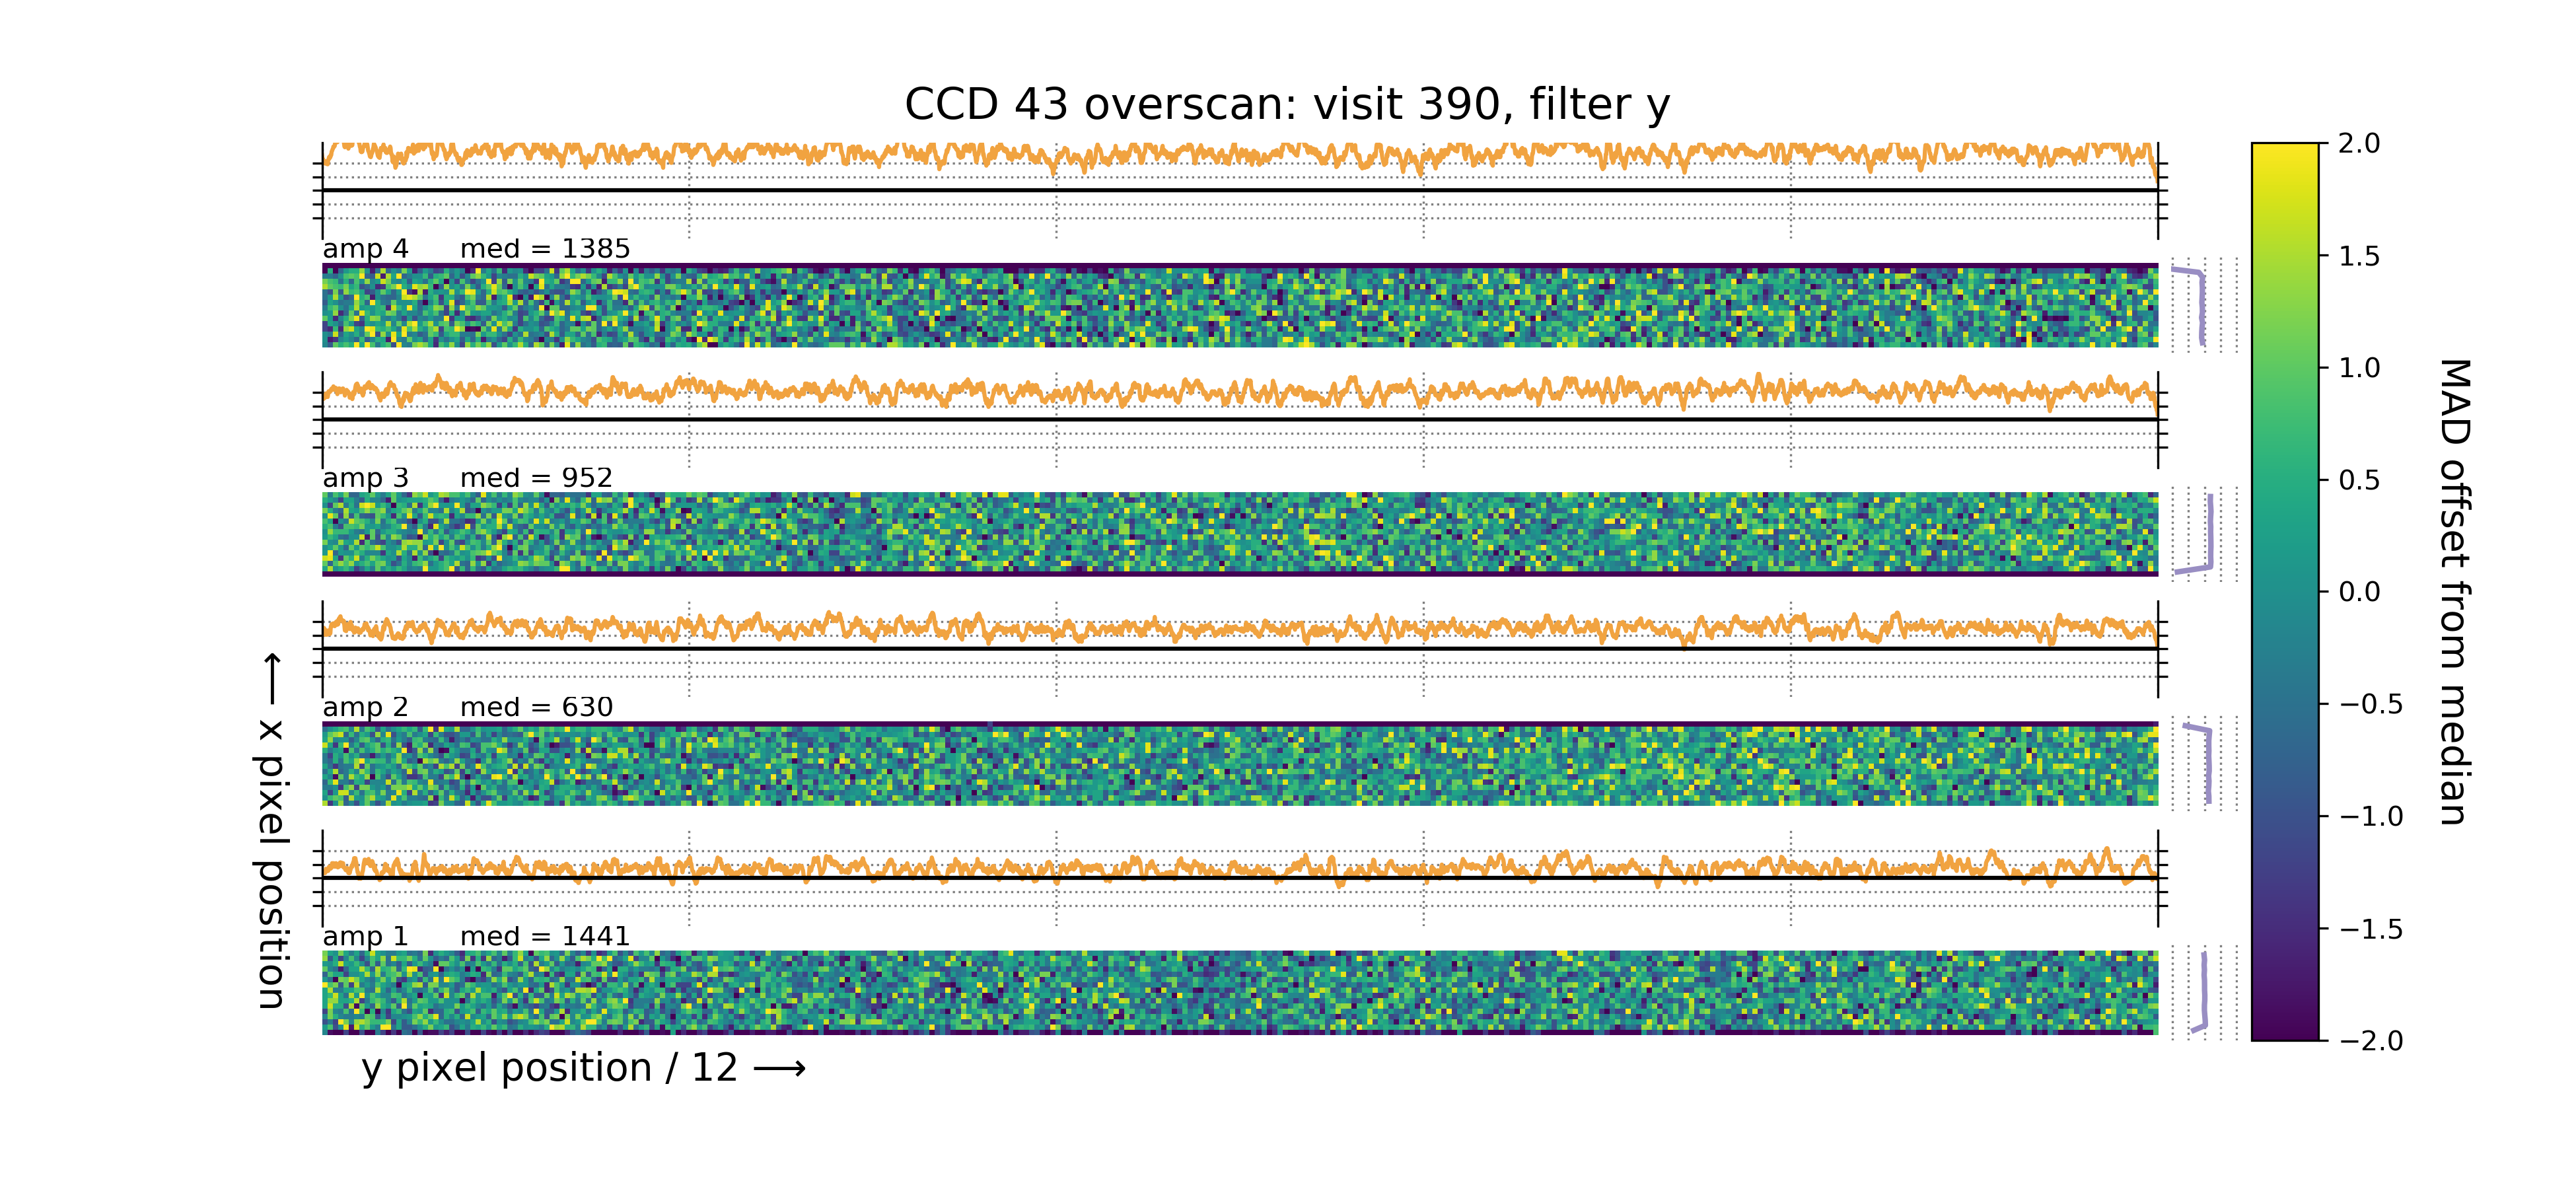 CCD 43 overscan: visit 390, filter y
amp 4 med = 1385
amp 3 med = 952
amp 2 med = 630
amp 1 med = 1441
x pixel position ⟶
y pixel position / 12 ⟶
2.0
1.5
1.0
0.5
0.0
−0.5
−1.0
−1.5
−2.0
MAD offset from median